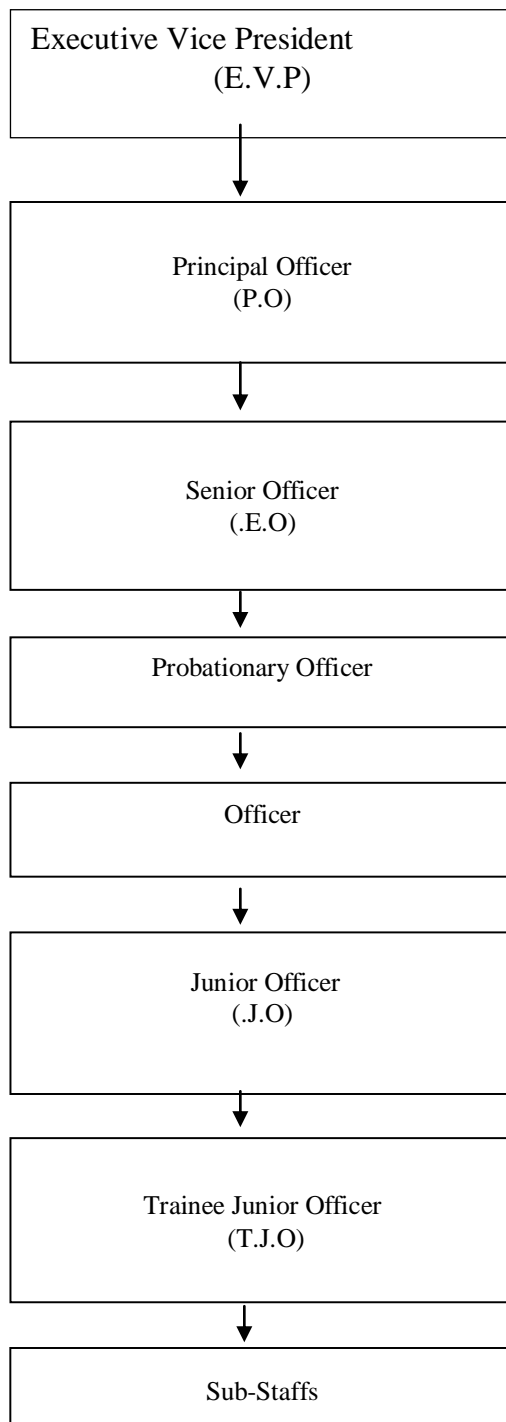 Executive Vice President
(E.V.P)
Principal Officer
(P.O)
Senior Officer
(.E.O)
Probationary Officer
Officer
Junior Officer
(.J.O)
Trainee Junior Officer
(T.J.O)
Sub-Staffs